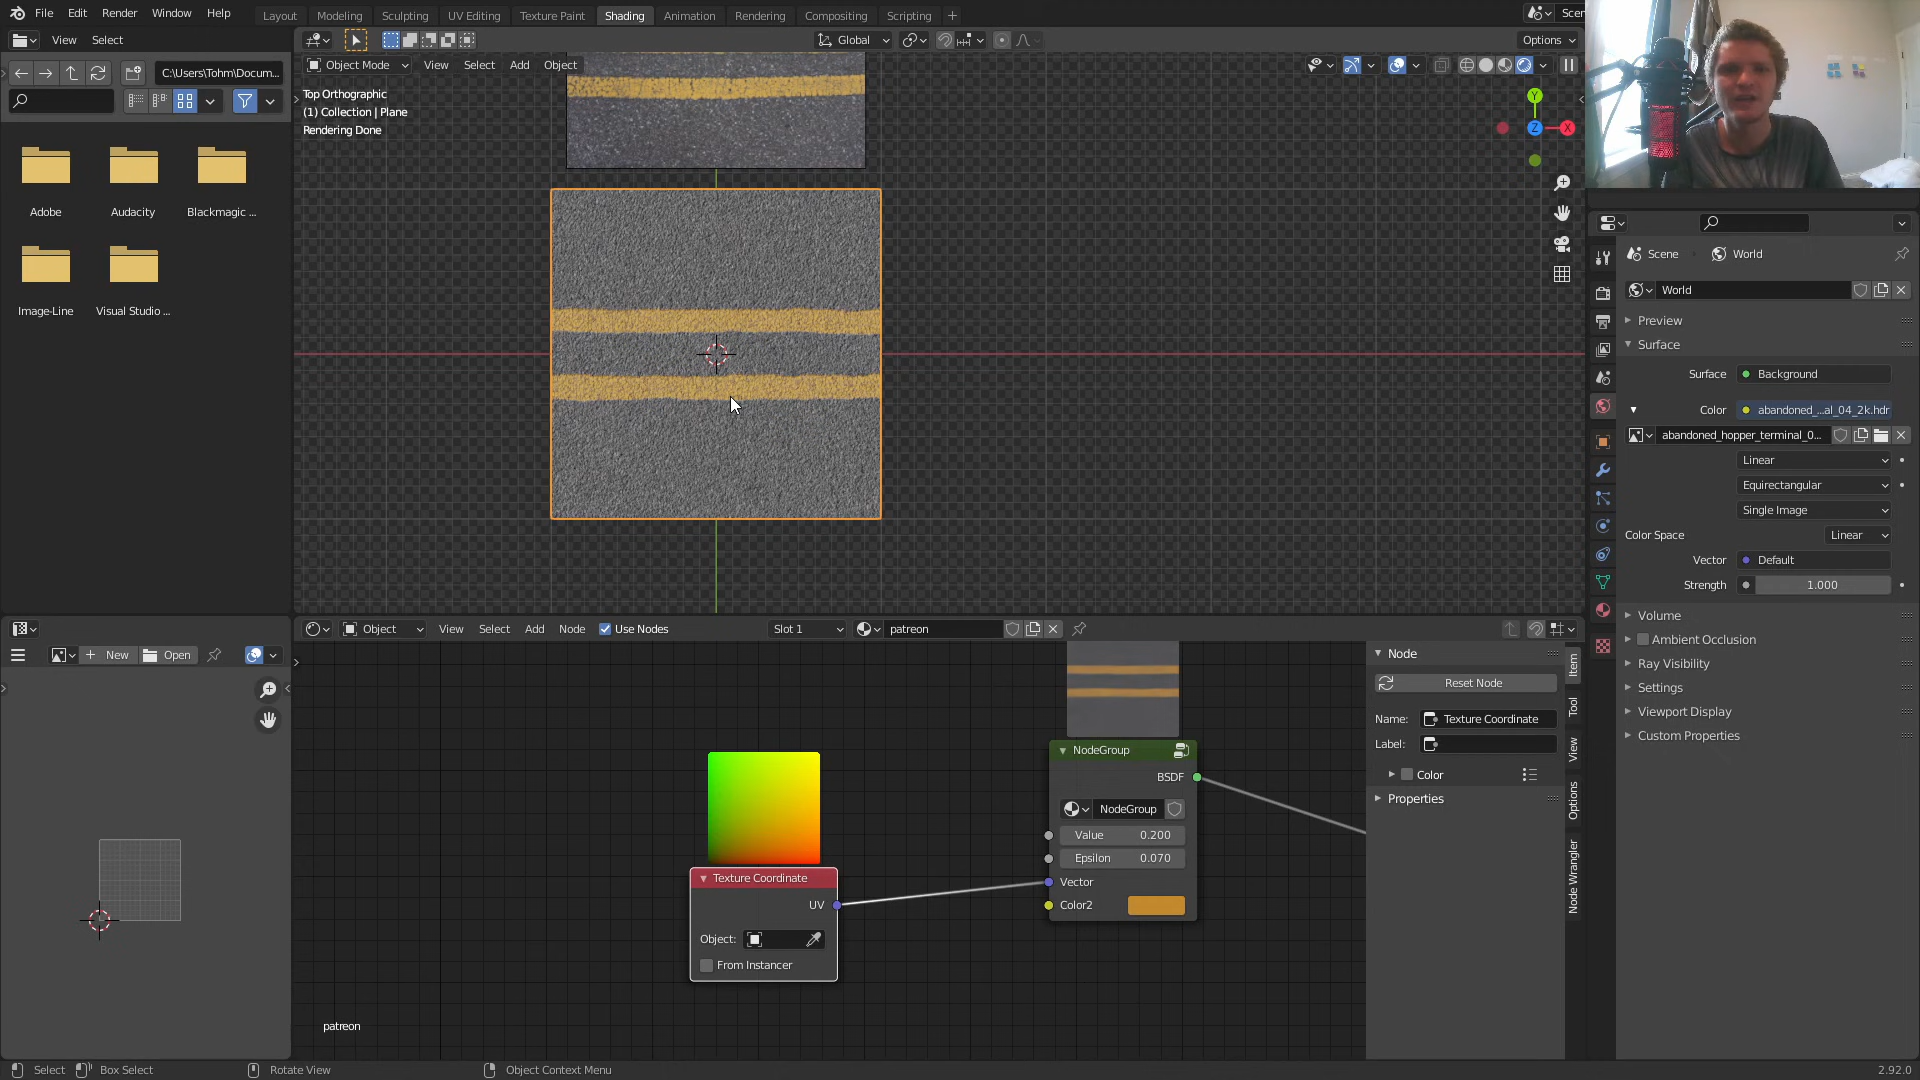 File Edit Render Window Help
Layout Modeling Sculpting UV Editing Texture Paint Shading Animation Rendering Compositing Scripting
View Select
C:\Users\Tohm\Docum...
Adobe
Audacity
Blackmagic ...
Image-Line
Visual Studio ...
Global
Options
Object Mode View Select Add Object
Top Orthographic
(1) Collection | Plane
Rendering Done
Y
Z
X
Scene
World
World
Preview
Surface
Surface
Background
Color
abandoned_...al_04_2k.hdr
abandoned_hopper_terminal_0...
Linear
Equirectangular
Single Image
Color Space
Linear
Vector
Default
Strength
1.000
Volume
Ambient Occlusion
Ray Visibility
Settings
Viewport Display
Custom Properties
New Open
Object View Select Add Node Use Nodes
Slot 1
patreon
NodeGroup
BSDF
NodeGroup
Value 0.200
Epsilon 0.070
Vector
Color2
Texture Coordinate
UV
Object:
From Instancer
patreon
Node
Reset Node
Name: Texture Coordinate
Label:
Color
Properties
Item
Tool
View
Options
Node Wrangler
Select
Box Select
Rotate View
Object Context Menu
2.92.0